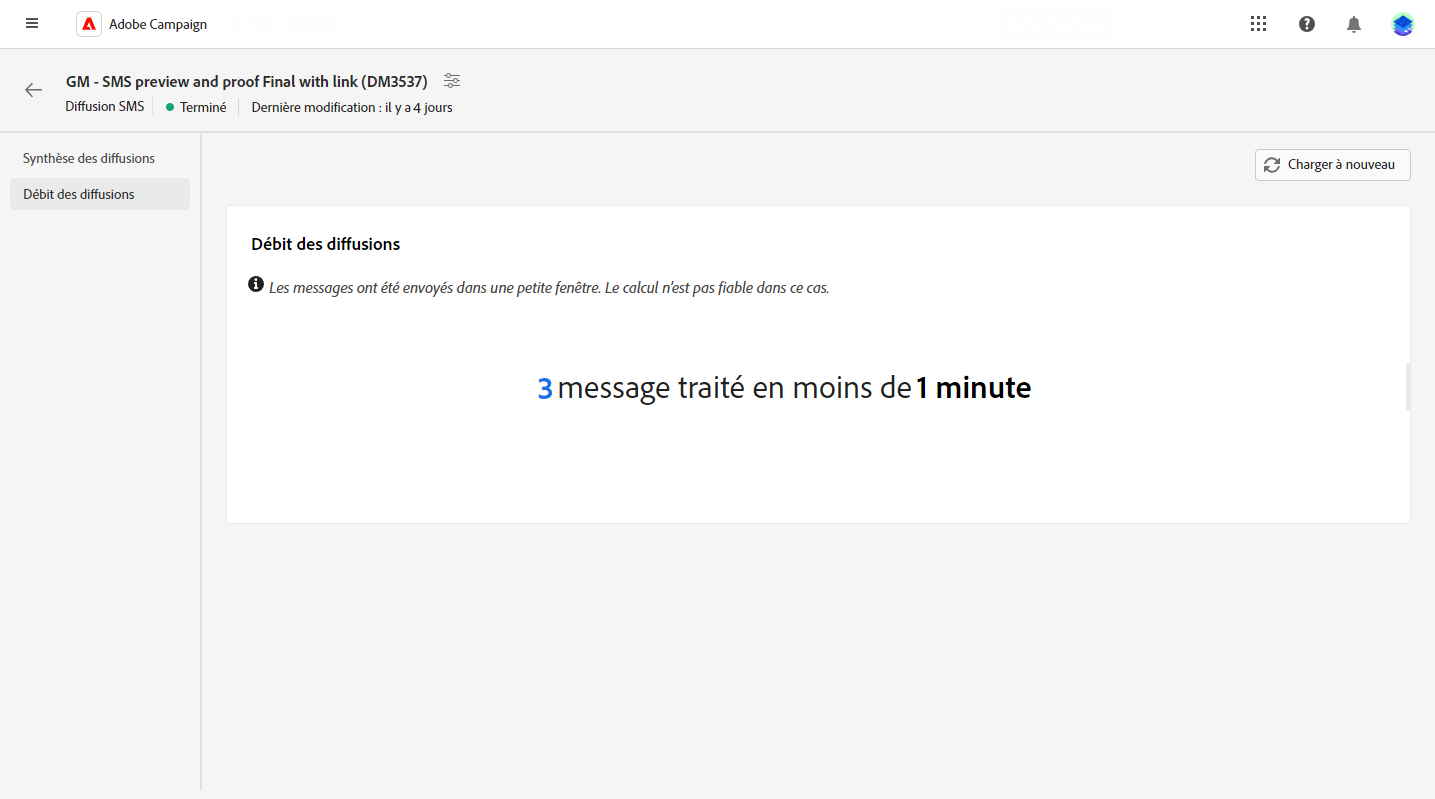 Adobe Campaign
GM - SMS preview and proof Final with link (DM3537)
Diffusion SMS Terminé Dernière modification : il y a 4 jours
Synthèse des diffusions
Débit des diffusions
Charger à nouveau
Débit des diffusions
Les messages ont été envoyés dans une petite fenêtre. Le calcul n'est pas fiable dans ce cas.
3 message traité en moins de 1 minute